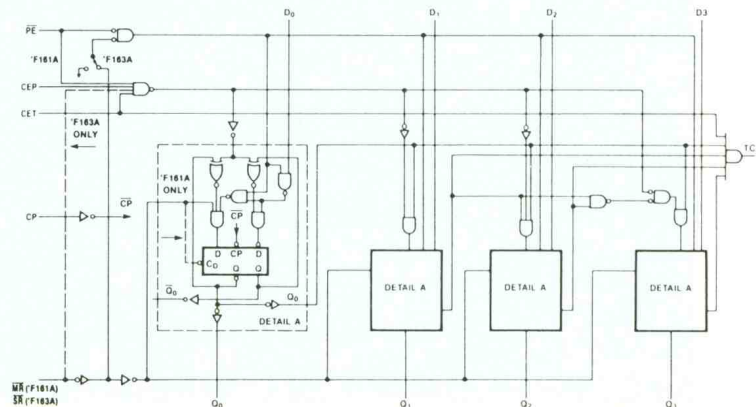 D0
D1
D2
D3
PE
'F161A
'F163A
CEP
CET
'F163A
ONLY
TC
'F161A
ONLY
CP
CP
CP
D CP D
CD
Q Q
Q0
Q0
DETAIL A
DETAIL A
DETAIL A
DETAIL A
MR ('F161A)
SR ('F163A)
Q0
Q1
Q2